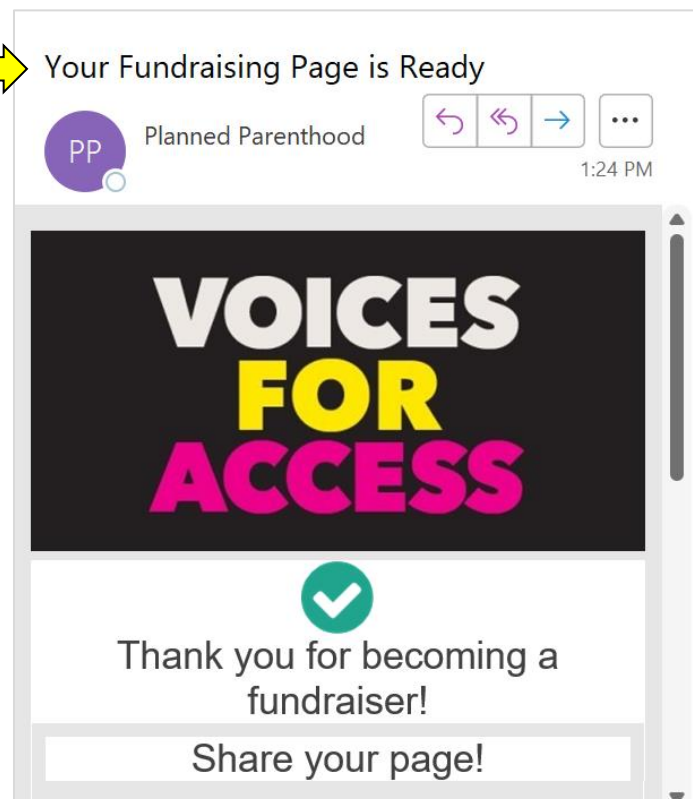 Your Fundraising Page is Ready
PP
Planned Parenthood
1:24 PM
VOICES
FOR
ACCESS
Thank you for becoming a
fundraiser!
Share your page!